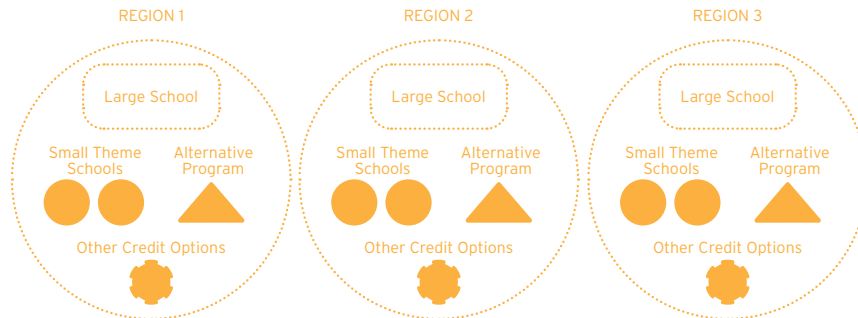 REGION 1
Large School
Small Theme
Schools
Alternative
Program
Other Credit Options
REGION 2
Large School
Small Theme
Schools
Alternative
Program
Other Credit Options
REGION 3
Large School
Small Theme
Schools
Alternative
Program
Other Credit Options